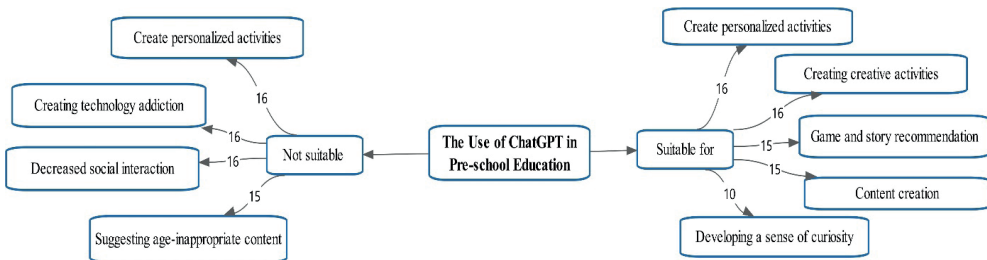 Create personalized activities
Create personalized activities
16
16
Creating creative activities
Creating technology addiction
16
16
The Use of ChatGPT in
Pre-school Education
Not suitable
Suitable for
15
Game and story recommendation
Decreased social interaction
16
15
Content creation
15
10
Suggesting age-inappropriate content
Developing a sense of curiosity